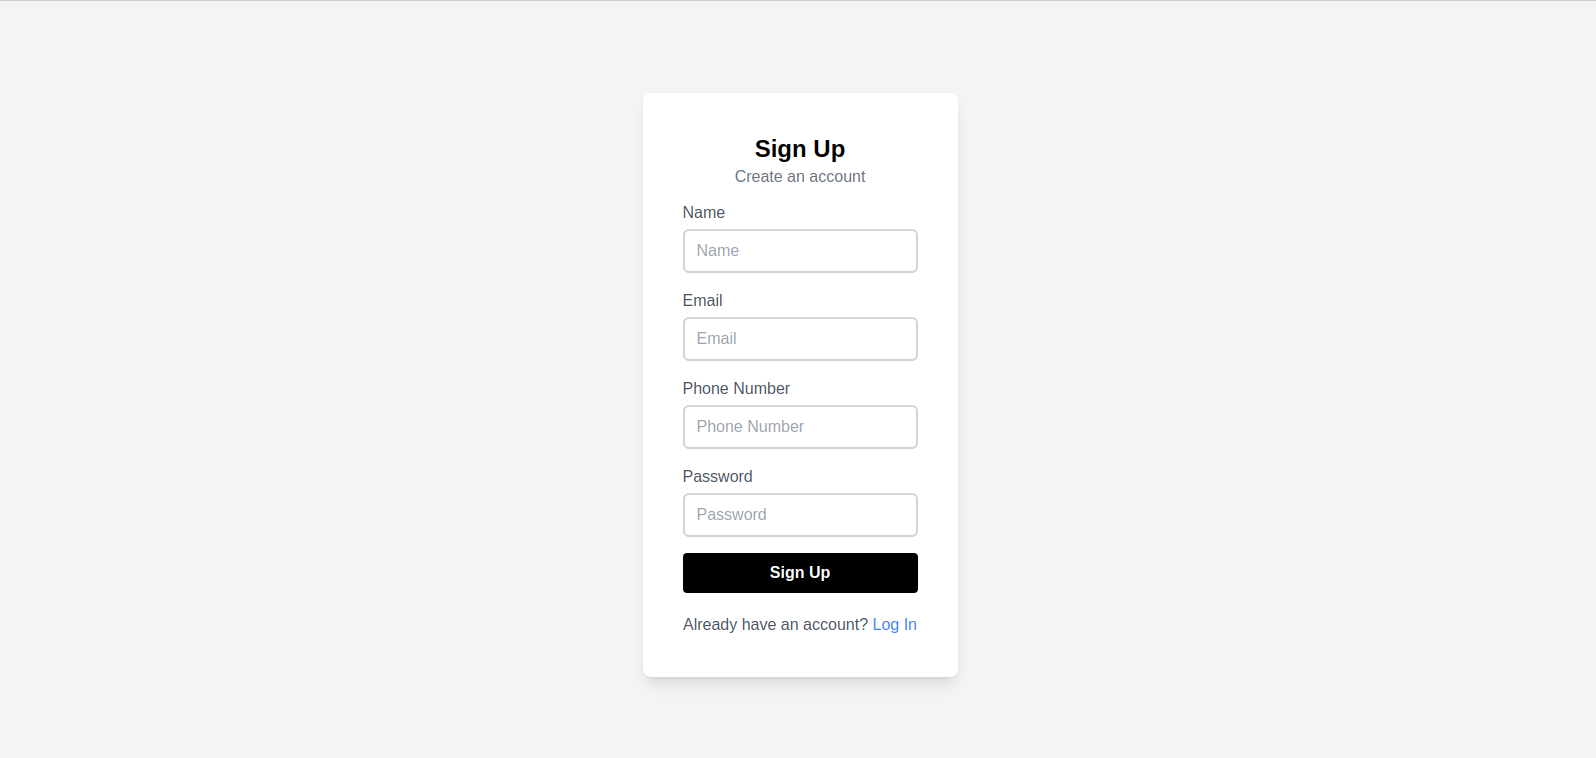 Sign Up
Create an account
Name
Name
Email
Email
Phone Number
Phone Number
Password
Password
Sign Up
Already have an account? Log In